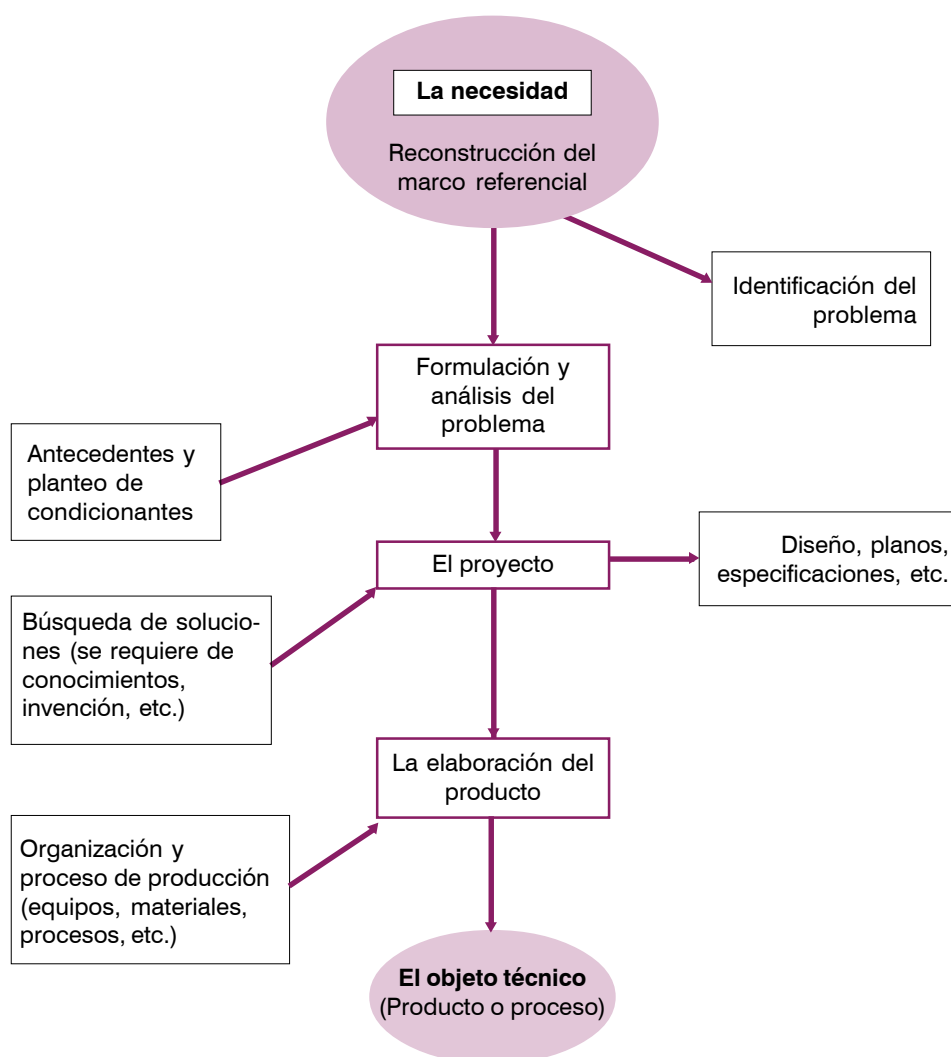 La necesidad
Reconstrucción del
marco referencial
Identificación del
problema
Formulación y
análisis del
problema
Antecedentes y
planteo de
condicionantes
El proyecto
Diseño, planos,
especificaciones, etc.
Búsqueda de solucio-
nes (se requiere de
conocimientos,
invención, etc.)
La elaboración del
producto
Organización y
proceso de producción
(equipos, materiales,
procesos, etc.)
El objeto técnico
(Producto o proceso)